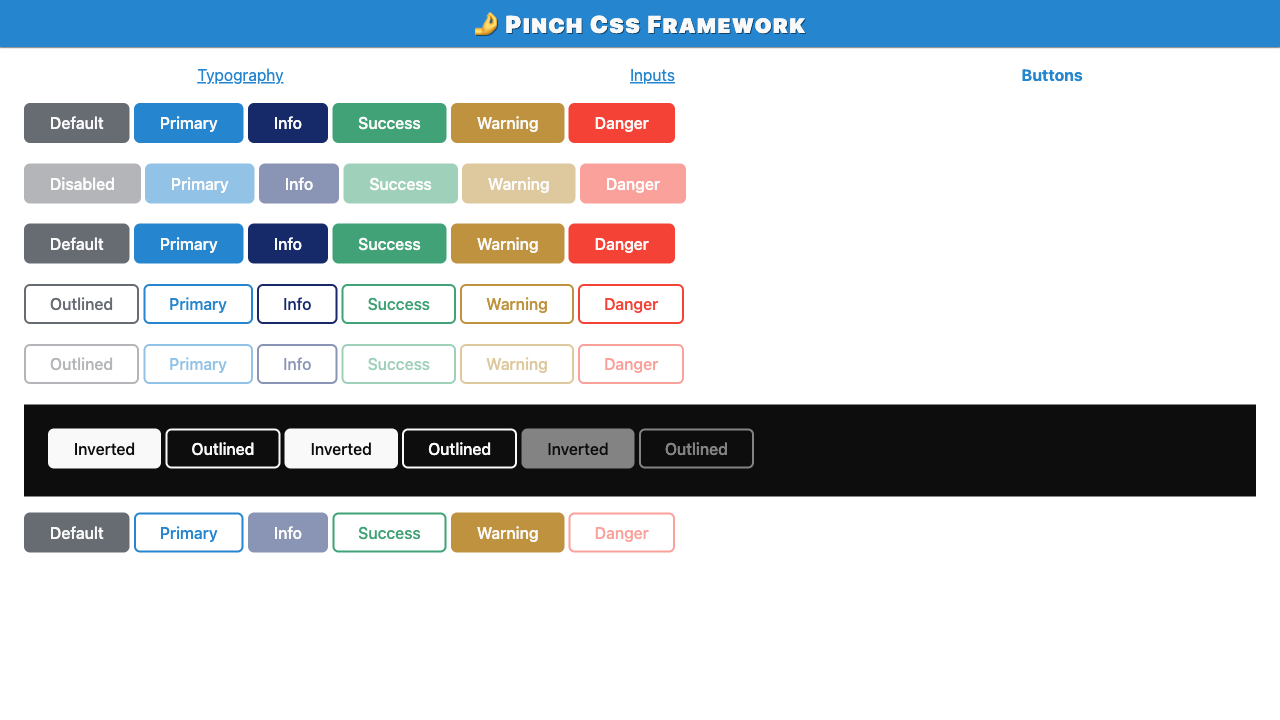 🤌 Pinch Css Framework
Typography Inputs Buttons
Default Primary Info Success Warning Danger
Disabled Primary Info Success Warning Danger
Default Primary Info Success Warning Danger
Outlined Primary Info Success Warning Danger
Outlined Primary Info Success Warning Danger
Inverted Outlined Inverted Outlined Inverted Outlined
Default Primary Info Success Warning Danger